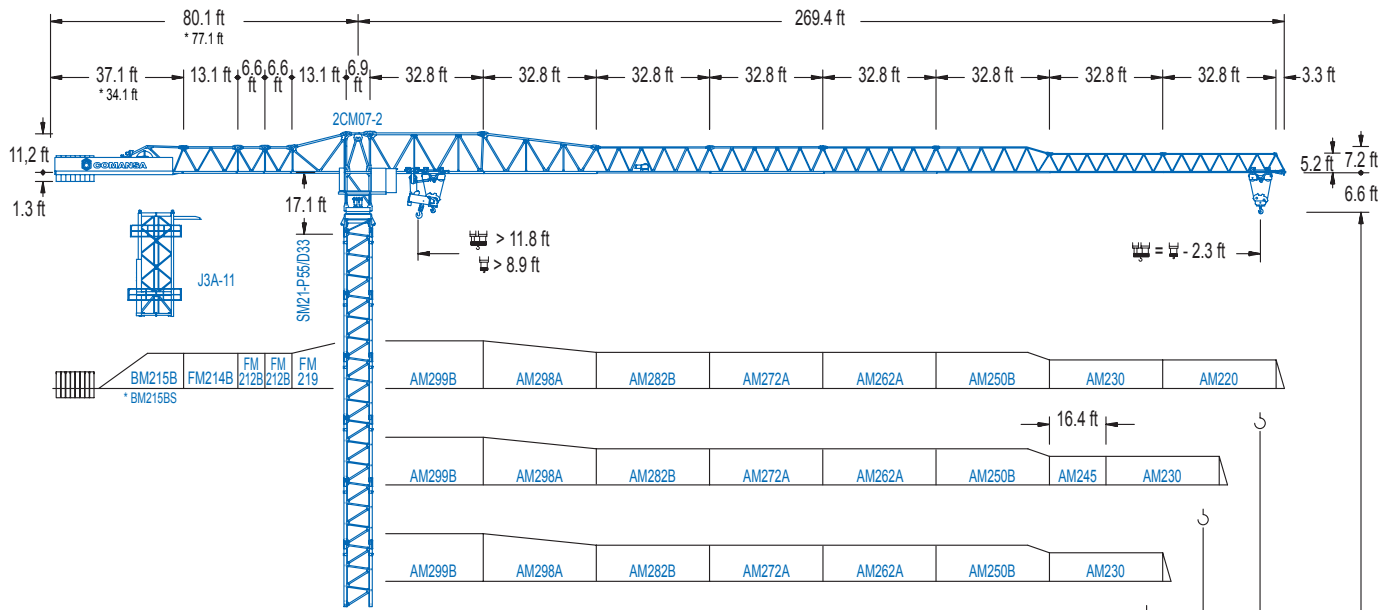 80.1 ft
* 77.1 ft
269.4 ft
37.1 ft
* 34.1 ft
13.1 ft
6.6 ft
6.6 ft
13.1 ft
6.9 ft
32.8 ft
32.8 ft
32.8 ft
32.8 ft
32.8 ft
32.8 ft
32.8 ft
32.8 ft
3.3 ft
2CM07-2
11,2 ft
COMANSA
5.2 ft
7.2 ft
1.3 ft
17.1 ft
6.6 ft
> 11.8 ft
> 8.9 ft
= - 2.3 ft
J3A-11
SM21-P55/D33
BM215B
FM214B
FM 212B
FM 212B
FM 219
AM299B
AM298A
AM282B
AM272A
AM262A
AM250B
AM230
AM220
* BM215BS
16.4 ft
AM299B
AM298A
AM282B
AM272A
AM262A
AM250B
AM245
AM230
AM299B
AM298A
AM282B
AM272A
AM262A
AM250B
AM230